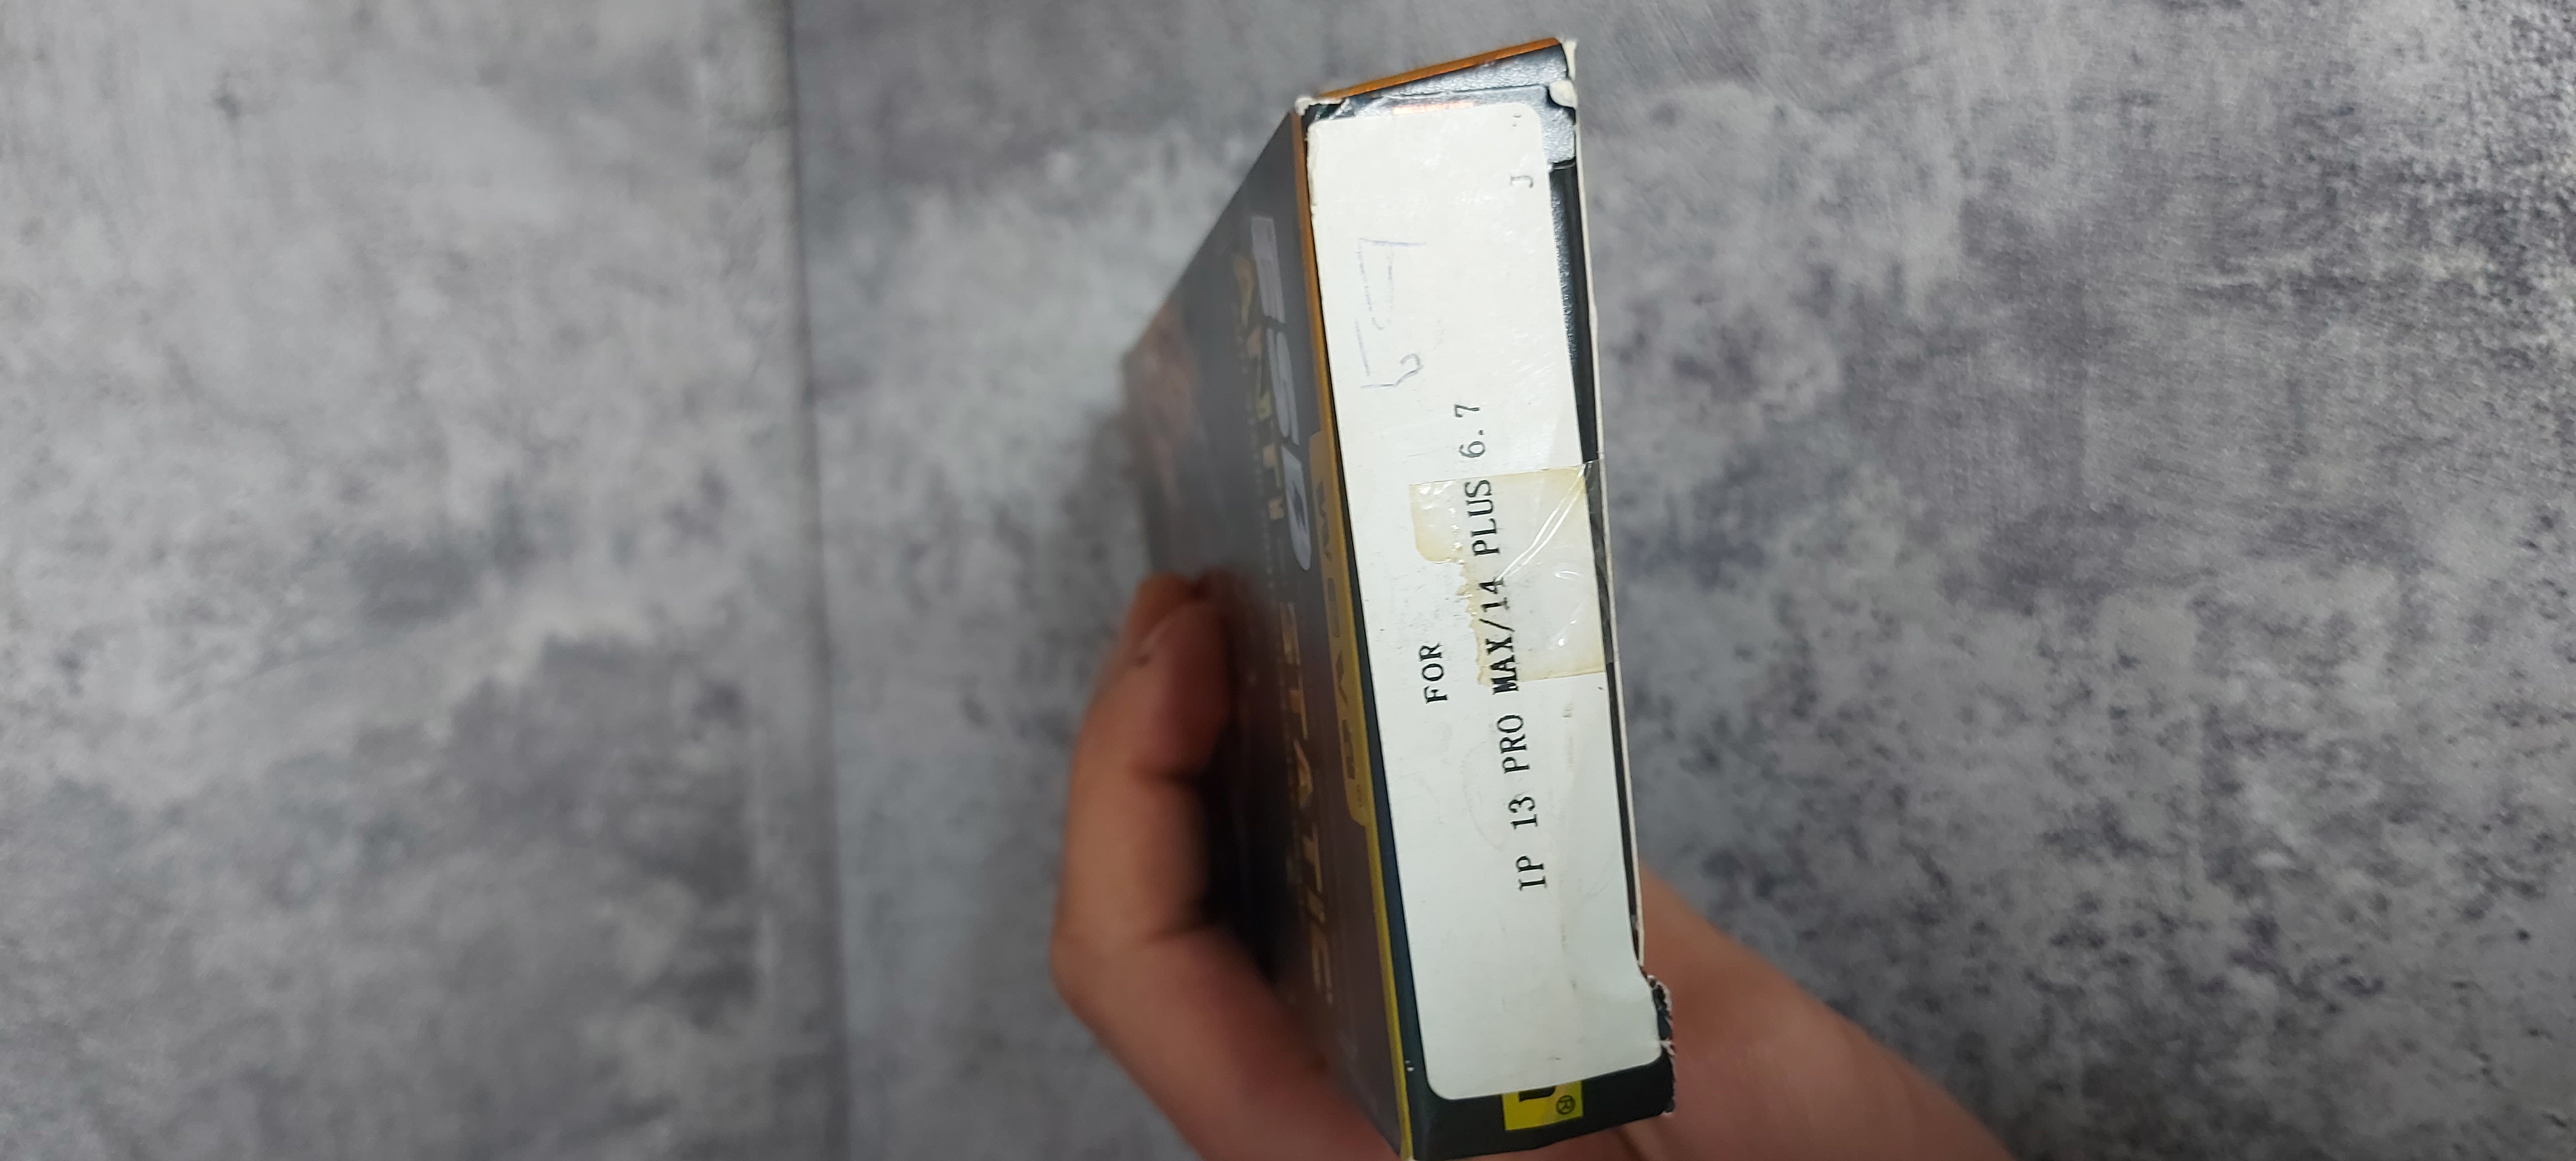 FOR
IP 13 PRO MAX/14 PLUS 6.7
ESD
ANTI STATIC